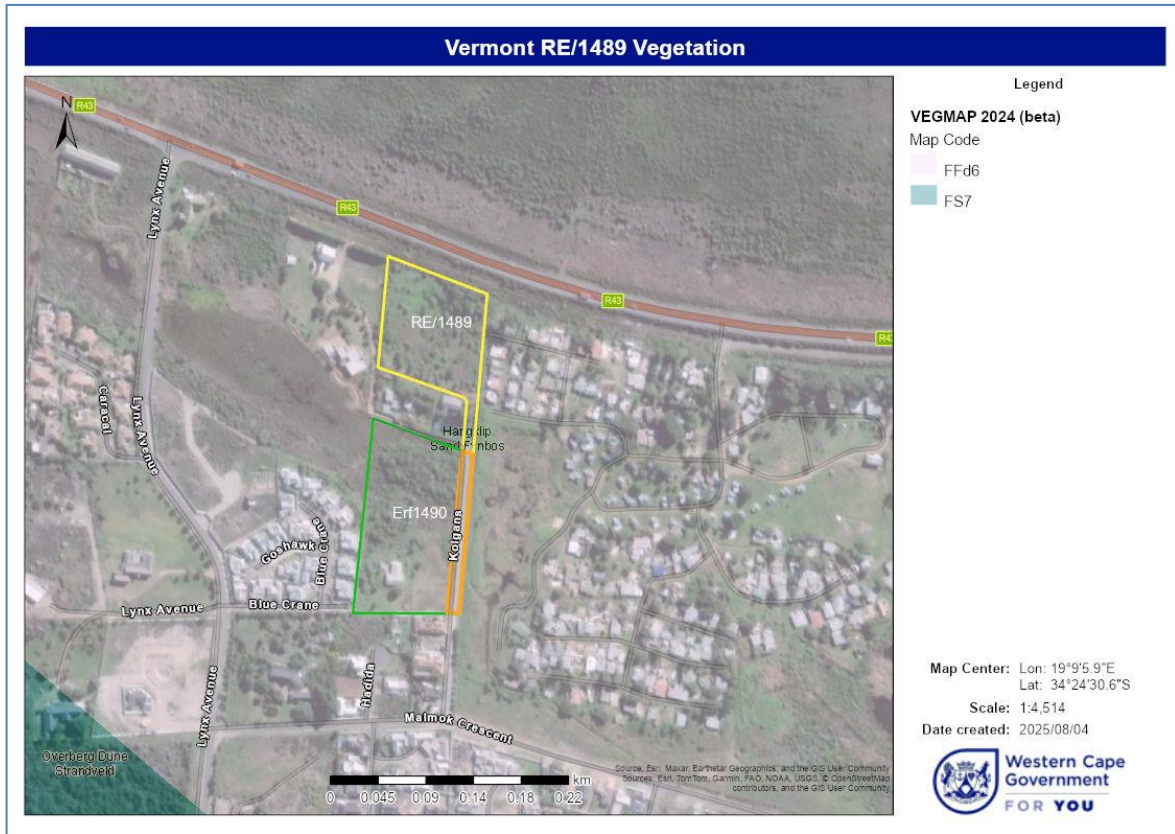 Vermont RE/1489 Vegetation
N
R43
R43
R43
R43
Lynx Avenue
RE/1489
Hangklip
Sand Fynbos
Caracal
Lynx Avenue
Erf1490
Kolgans
Goshawk
Blue Crane
Lynx Avenue
Blue Crane
Hadida
Lynx Avenue
Malmok Crescent
Overberg Dune
Strandveld
km
0 0.045 0.09 0.14 0.18 0.22
Source: Esri, Maxar, Earthstar Geographics, and the GIS User Community
Sources: Esri, TomTom, Garmin, FAO, NOAA, USGS, © OpenStreetMap
contributors, and the GIS User Community
Legend
VEGMAP 2024 (beta)
Map Code
FFd6
FS7
Map Center: Lon: 19°9'5.9"E
Lat: 34°24'30.6"S
Scale: 1:4,514
Date created: 2025/08/04
Western Cape
Government
FOR YOU